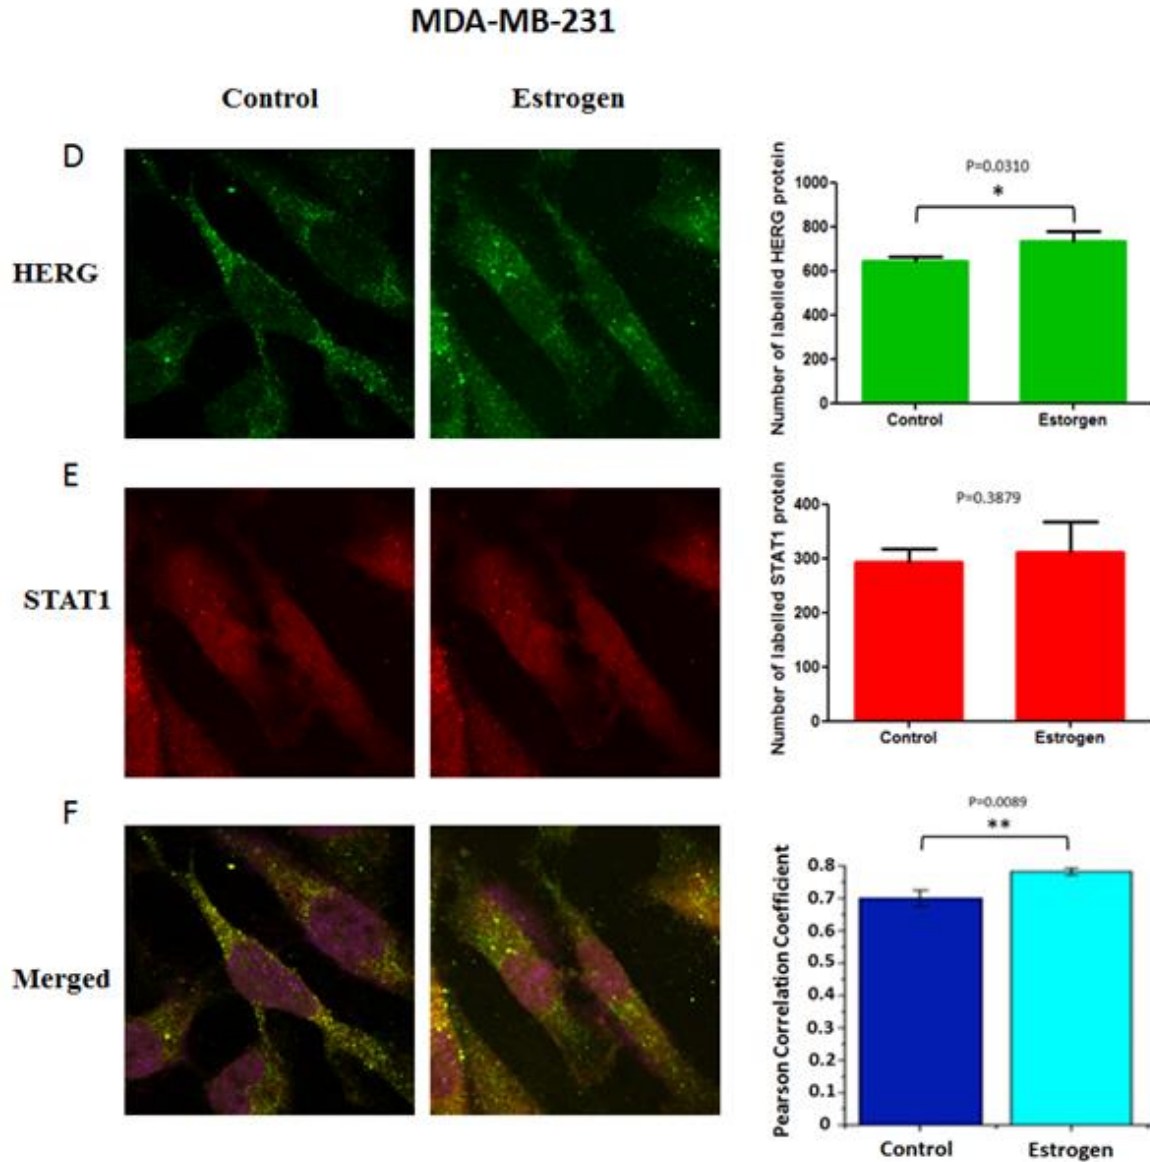 MDA-MB-231
Control
Estrogen
D
HERG
P=0.0310
*
Number of labelled HERG protein
1000
800
600
400
200
0
Control
Estorgen
E
STAT1
P=0.3879
Number of labelled STAT1 protein
400
300
200
100
0
Control
Estrogen
F
Merged
P=0.0089
**
Pearson Correlation Coefficient
0.8
0.7
0.6
0.5
0.4
0.3
0.2
0.1
0
Control
Estrogen